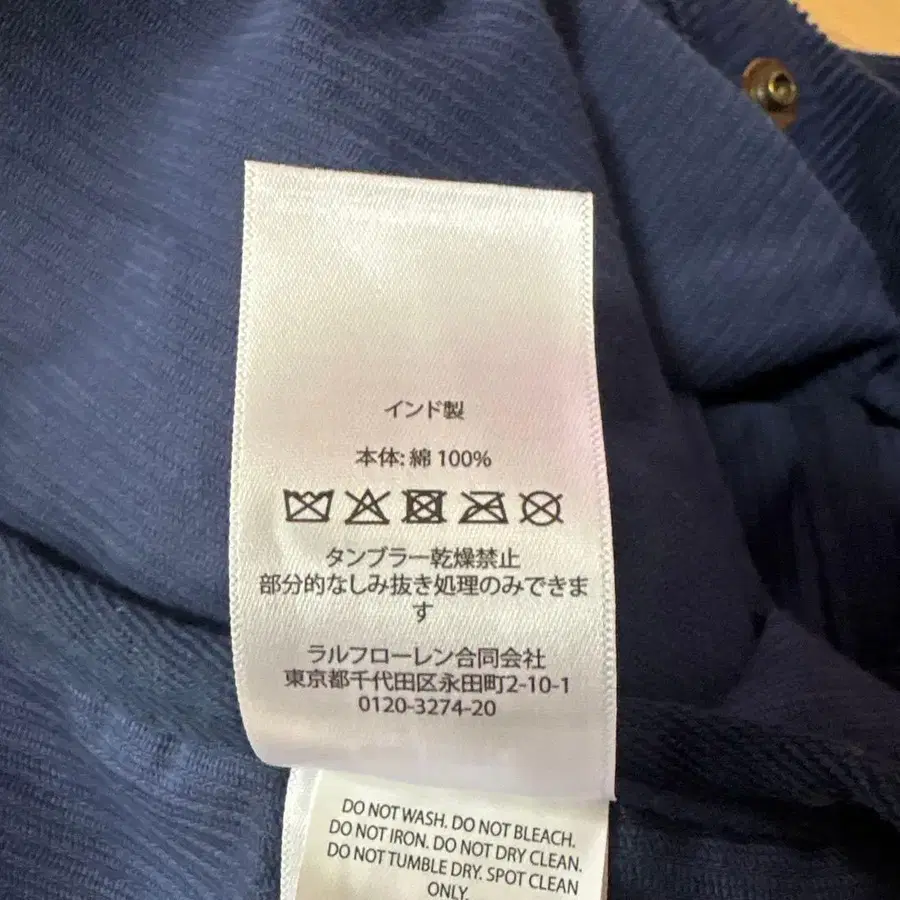 インド製
本体: 綿 100%
タンブラー乾燥禁止
部分的なしみ抜き処理のみできま
す
ラルフローレン合同会社
東京都千代田区永田町2-10-1
0120-3274-20
DO NOT WASH. DO NOT BLEACH.
DO NOT IRON. DO NOT DRY CLEAN.
DO NOT TUMBLE DRY. SPOT CLEAN
ONLY.